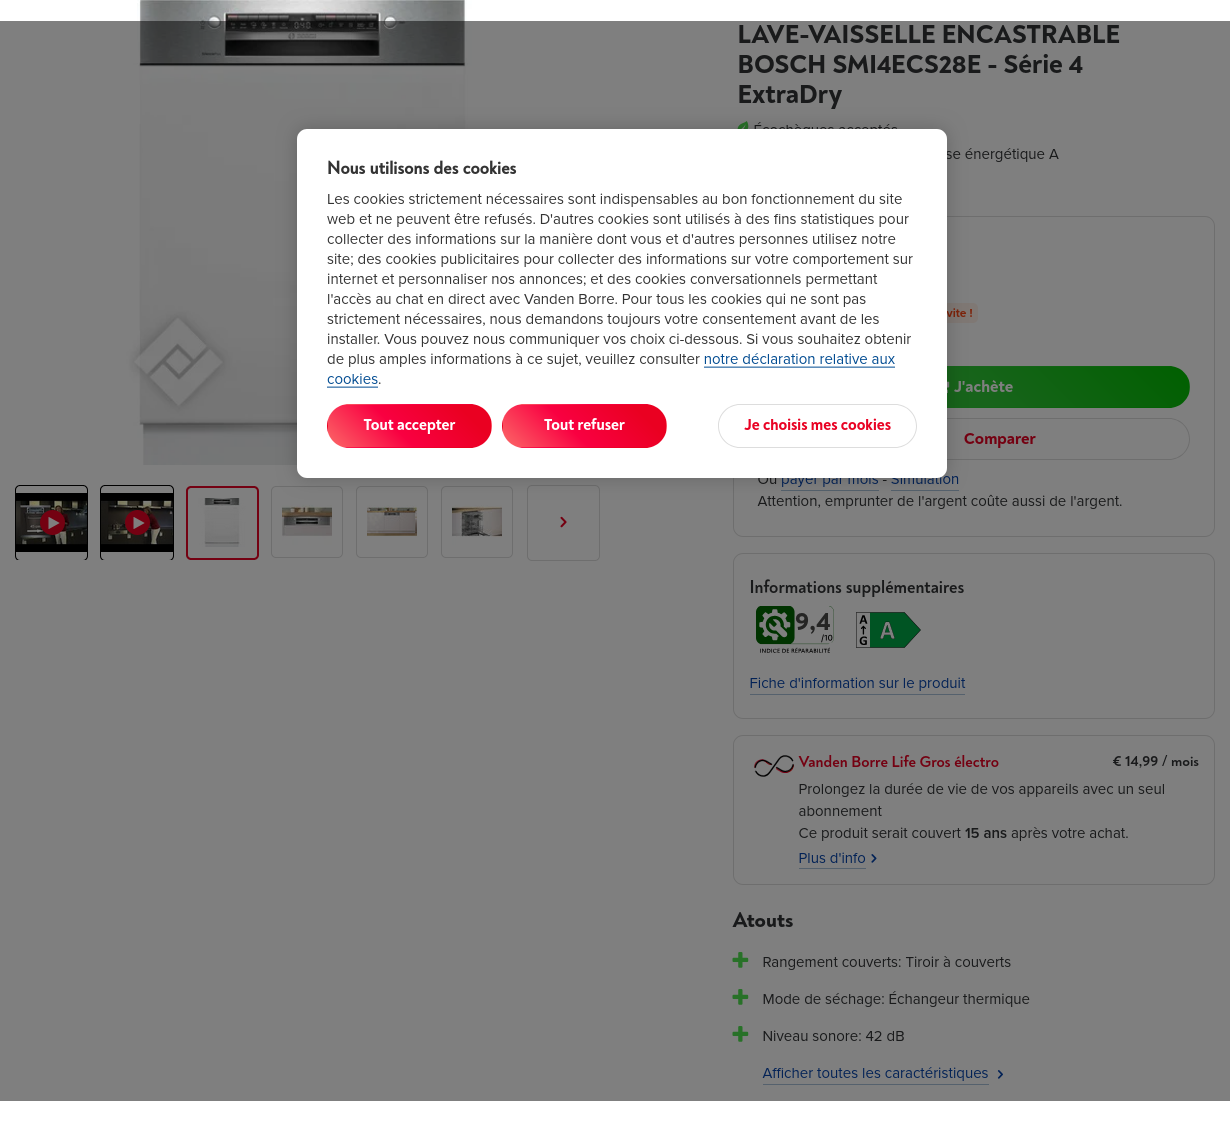 LAVE-VAISSELLE ENCASTRABLE
BOSCH SMI4ECS28E - Série 4
ExtraDry
Écochèques acceptés
se énergétique A
Nous utilisons des cookies
Les cookies strictement nécessaires sont indispensables au bon fonctionnement du site
web et ne peuvent être refusés. D'autres cookies sont utilisés à des fins statistiques pour
collecter des informations sur la manière dont vous et d'autres personnes utilisez notre
site; des cookies publicitaires pour collecter des informations sur votre comportement sur
internet et personnaliser nos annonces; et des cookies conversationnels permettant
l'accès au chat en direct avec Vanden Borre. Pour tous les cookies qui ne sont pas
strictement nécessaires, nous demandons toujours votre consentement avant de les
installer. Vous pouvez nous communiquer vos choix ci-dessous. Si vous souhaitez obtenir
de plus amples informations à ce sujet, veuillez consulter notre déclaration relative aux
cookies.
Tout accepter
Tout refuser
Je choisis mes cookies
vite !
J'achète
Comparer
Ou payer par mois - Simulation
Attention, emprunter de l'argent coûte aussi de l'argent.
Informations supplémentaires
9,4
/10
INDICE DE RÉPARABILITÉ
A
G
A
Fiche d'information sur le produit
Vanden Borre Life Gros électro
€ 14,99 / mois
Prolongez la durée de vie de vos appareils avec un seul
abonnement
Ce produit serait couvert 15 ans après votre achat.
Plus d'info
Atouts
Rangement couverts: Tiroir à couverts
Mode de séchage: Échangeur thermique
Niveau sonore: 42 dB
Afficher toutes les caractéristiques